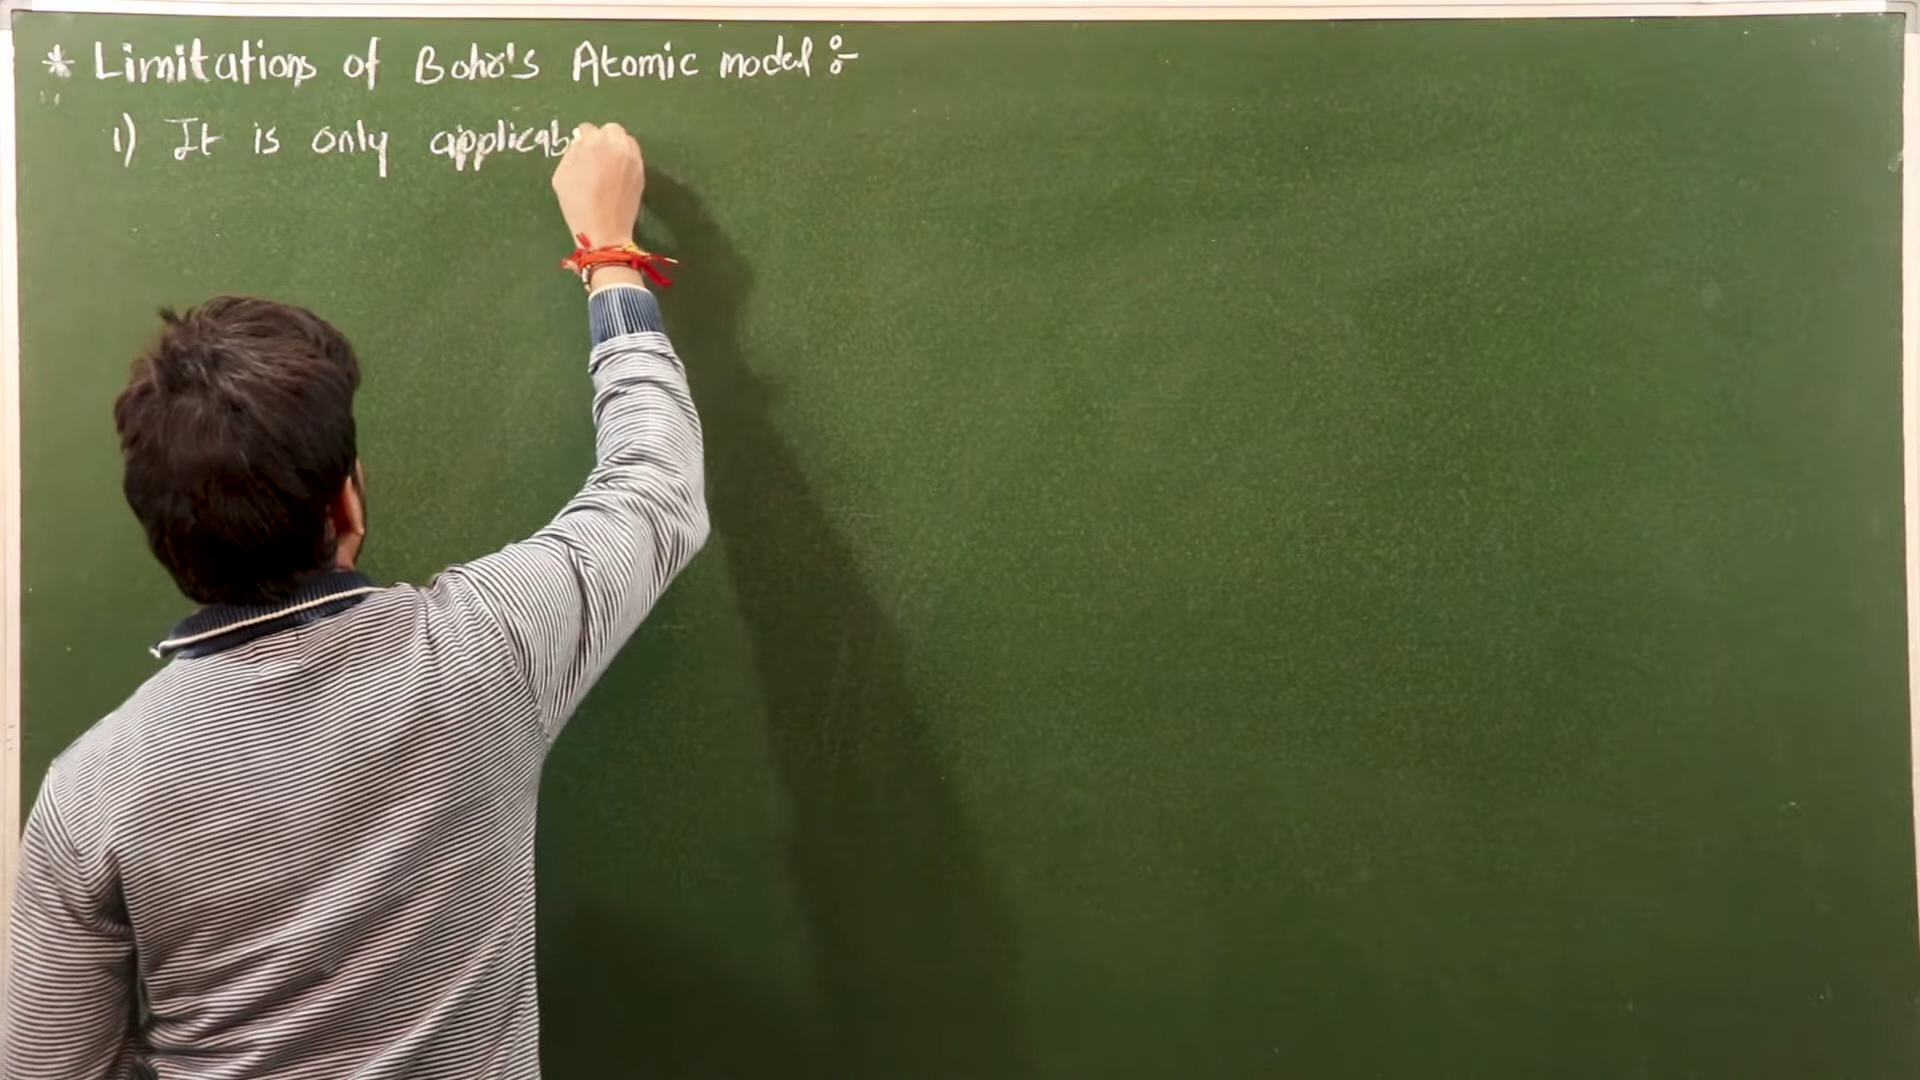 * Limitations of Bohr's Atomic model :-
1) It is only applicab